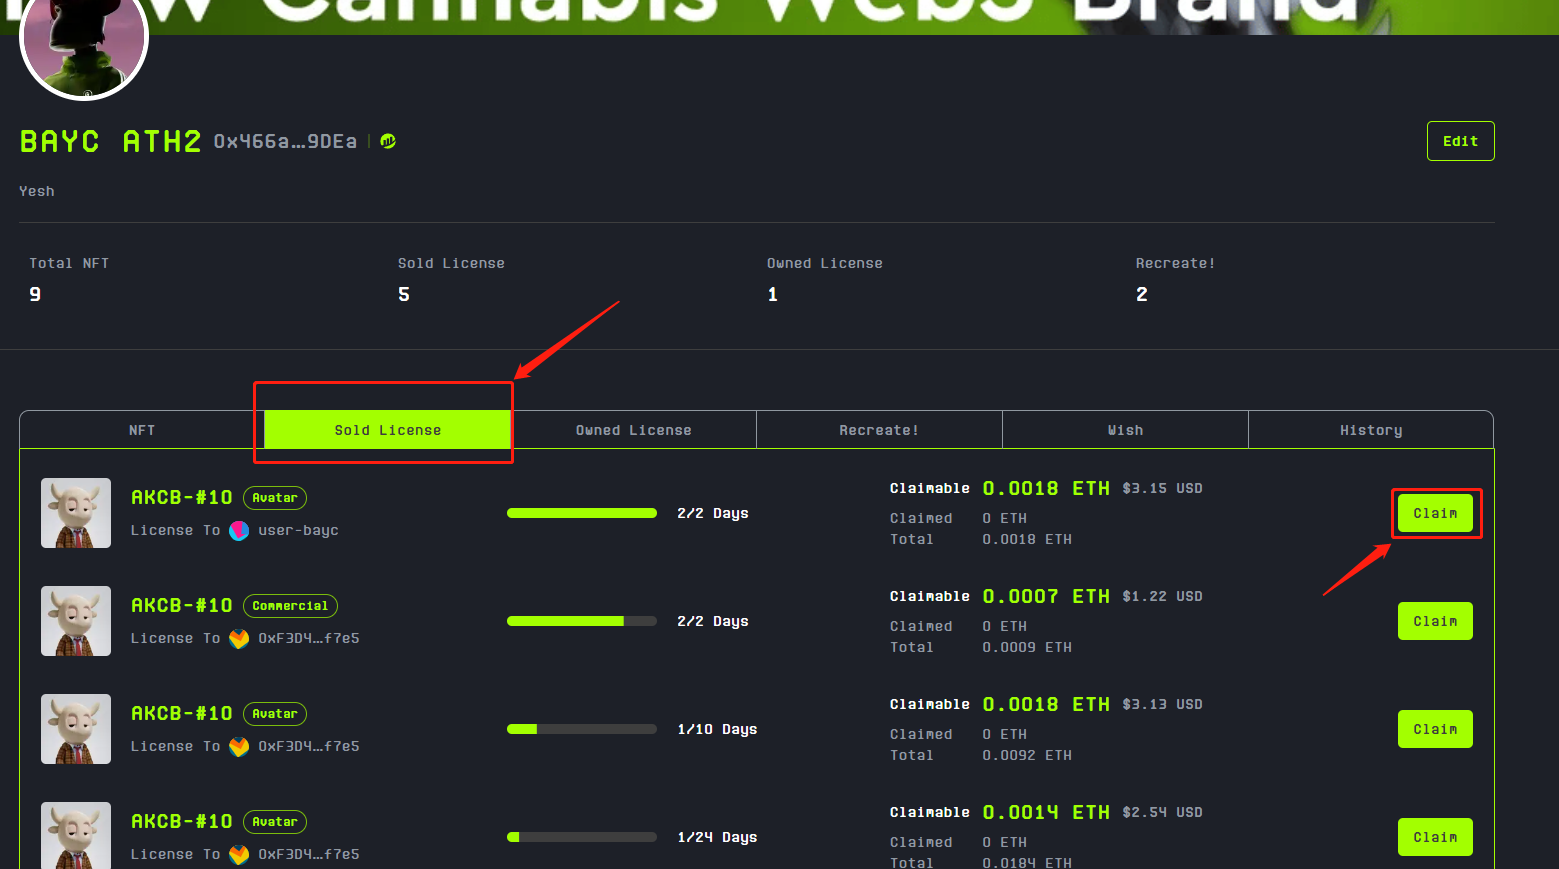 Cannabis Web3 Brand
BAYC ATH2 0x466a...9DEa
Edit
Yesh
Total NFT
9
Sold License
5
Owned License
1
Recreate!
2
NFT
Sold License
Owned License
Recreate!
Wish
History
AKCB-#10 Avatar
License To user-bayc
2/2 Days
Claimable 0.0018 ETH $3.15 USD
Claimed 0 ETH
Total 0.0018 ETH
Claim
AKCB-#10 Commercial
License To 0xF3D4...f7e5
2/2 Days
Claimable 0.0007 ETH $1.22 USD
Claimed 0 ETH
Total 0.0009 ETH
Claim
AKCB-#10 Avatar
License To 0xF3D4...f7e5
1/10 Days
Claimable 0.0018 ETH $3.13 USD
Claimed 0 ETH
Total 0.0092 ETH
Claim
AKCB-#10 Avatar
License To 0xF3D4...f7e5
1/24 Days
Claimable 0.0014 ETH $2.54 USD
Claimed 0 ETH
Total 0.0184 ETH
Claim